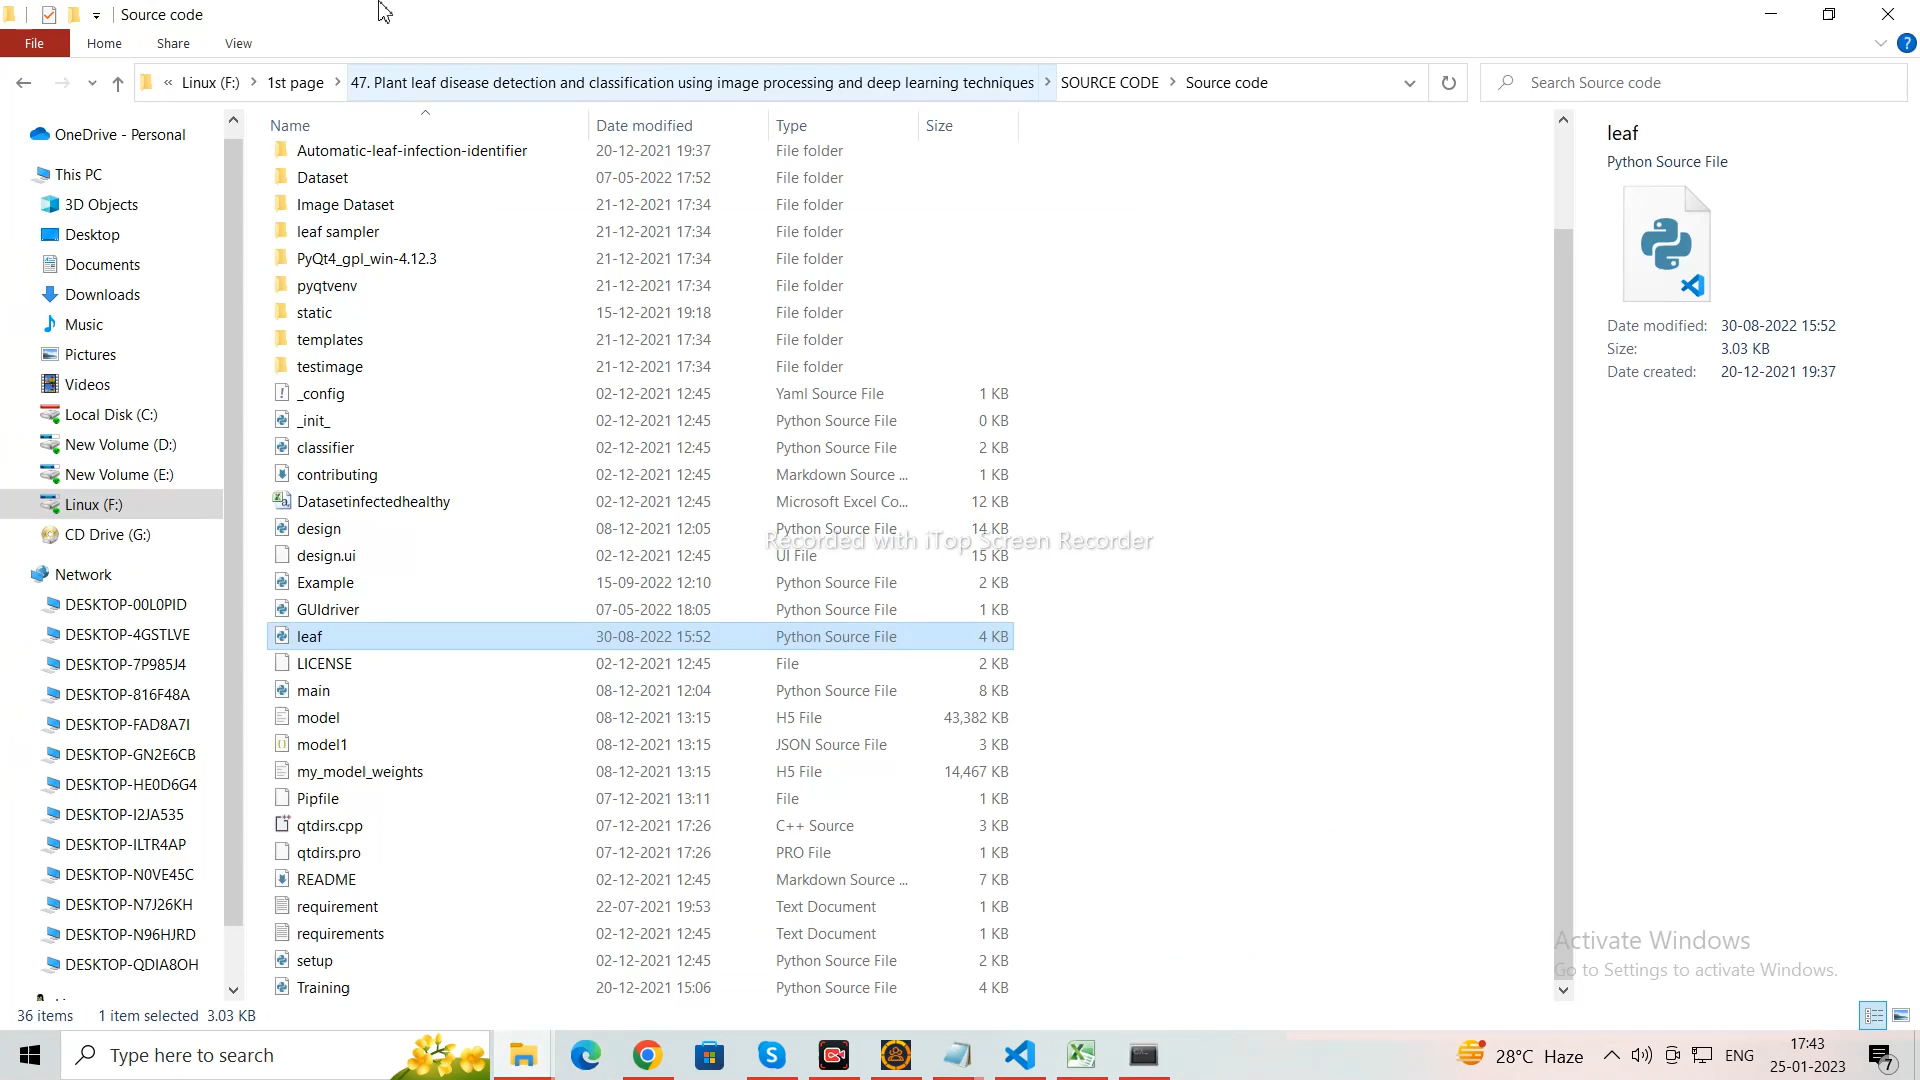 Source code
File Home Share View
« Linux (F:) > 1st page > 47. Plant leaf disease detection and classification using image processing and deep learning techniques > SOURCE CODE > Source code
Search Source code
OneDrive - Personal
This PC
3D Objects
Desktop
Documents
Downloads
Music
Pictures
Videos
Local Disk (C:)
New Volume (D:)
New Volume (E:)
Linux (F:)
CD Drive (G:)
Network
DESKTOP-00L0PID
DESKTOP-4GSTLVE
DESKTOP-7P985J4
DESKTOP-816F48A
DESKTOP-FAD8A7I
DESKTOP-GN2E6CB
DESKTOP-HE0D6G4
DESKTOP-I2JA535
DESKTOP-ILTR4AP
DESKTOP-N0VE45C
DESKTOP-N7J26KH
DESKTOP-N96HJRD
DESKTOP-QDIA8OH
Name Date modified Type Size
Automatic-leaf-infection-identifier 20-12-2021 19:37 File folder
Dataset 07-05-2022 17:52 File folder
Image Dataset 21-12-2021 17:34 File folder
leaf sampler 21-12-2021 17:34 File folder
PyQt4_gpl_win-4.12.3 21-12-2021 17:34 File folder
pyqtvenv 21-12-2021 17:34 File folder
static 15-12-2021 19:18 File folder
templates 21-12-2021 17:34 File folder
testimage 21-12-2021 17:34 File folder
_config 02-12-2021 12:45 Yaml Source File 1 KB
_init_ 02-12-2021 12:45 Python Source File 0 KB
classifier 02-12-2021 12:45 Python Source File 2 KB
contributing 02-12-2021 12:45 Markdown Source ... 1 KB
Datasetinfectedhealthy 02-12-2021 12:45 Microsoft Excel Co... 12 KB
design 08-12-2021 12:05 Python Source File 14 KB
Recorded with iTop Screen Recorder
design.ui 02-12-2021 12:45 UI File 15 KB
Example 15-09-2022 12:10 Python Source File 2 KB
GUIdriver 07-05-2022 18:05 Python Source File 1 KB
leaf 30-08-2022 15:52 Python Source File 4 KB
LICENSE 02-12-2021 12:45 File 2 KB
main 08-12-2021 12:04 Python Source File 8 KB
model 08-12-2021 13:15 H5 File 43,382 KB
model1 08-12-2021 13:15 JSON Source File 3 KB
my_model_weights 08-12-2021 13:15 H5 File 14,467 KB
Pipfile 07-12-2021 13:11 File 1 KB
qtdirs.cpp 07-12-2021 17:26 C++ Source 3 KB
qtdirs.pro 07-12-2021 17:26 PRO File 1 KB
README 02-12-2021 12:45 Markdown Source ... 7 KB
requirement 22-07-2021 19:53 Text Document 1 KB
requirements 02-12-2021 12:45 Text Document 1 KB
setup 02-12-2021 12:45 Python Source File 2 KB
Training 20-12-2021 15:06 Python Source File 4 KB
leaf
Python Source File
Date modified: 30-08-2022 15:52
Size: 3.03 KB
Date created: 20-12-2021 19:37
Activate Windows
Go to Settings to activate Windows.
36 items 1 item selected 3.03 KB
Type here to search
28°C Haze
ENG
17:43
25-01-2023
7